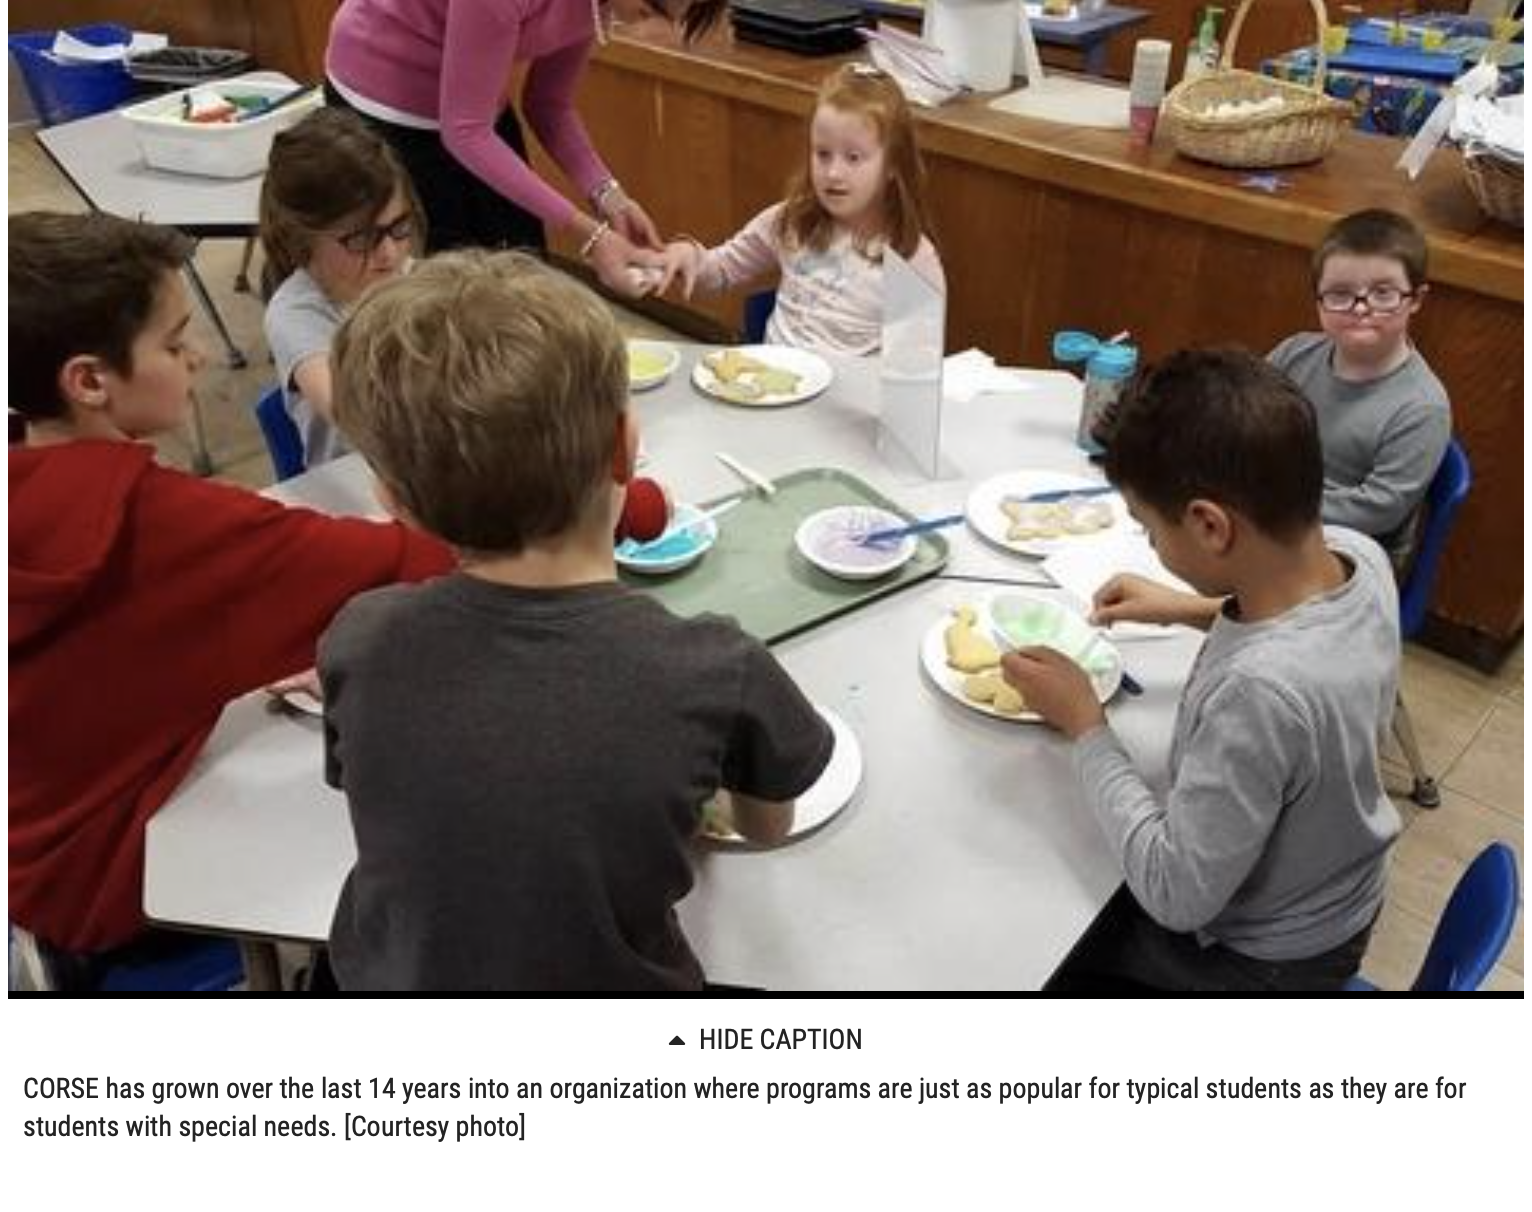 HIDE CAPTION
CORSE has grown over the last 14 years into an organization where programs are just as popular for typical students as they are for
students with special needs. [Courtesy photo]